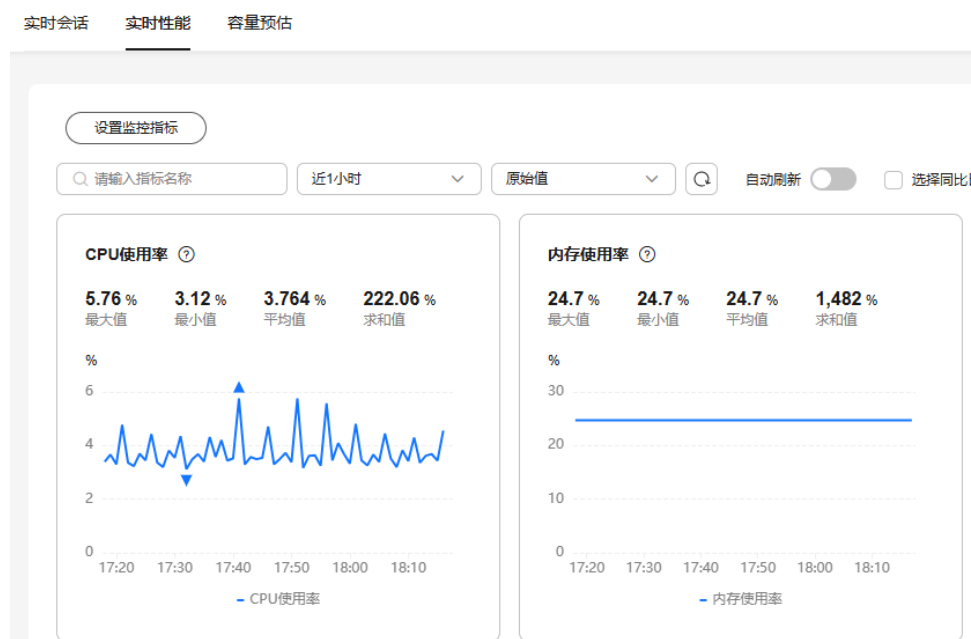 实时会话 实时性能 容量预估
设置监控指标
请输入指标名称 近1小时 原始值 自动刷新 选择同比
CPU使用率 ?
5.76 % 3.12 % 3.764 % 222.06 %
最大值 最小值 平均值 求和值
%
6
4
2
0
17:20 17:30 17:40 17:50 18:00 18:10
CPU使用率
内存使用率 ?
24.7 % 24.7 % 24.7 % 1,482 %
最大值 最小值 平均值 求和值
%
30
20
10
0
17:20 17:30 17:40 17:50 18:00 18:10
内存使用率